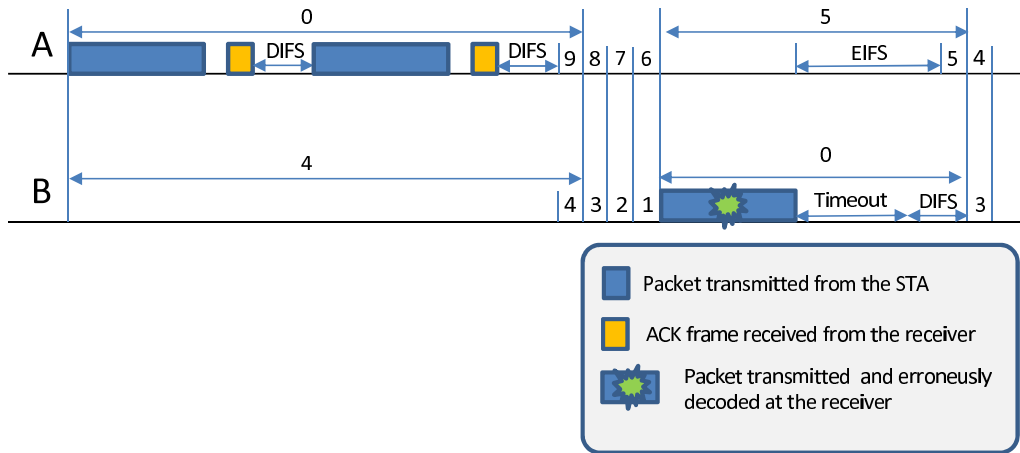 0
5
A
DIFS
DIFS
9 8 7 6
EIFS
5 4
4
0
B
4 3 2 1
Timeout
DIFS
3
Packet transmitted from the STA
ACK frame received from the receiver
Packet transmitted and erroneusly
decoded at the receiver